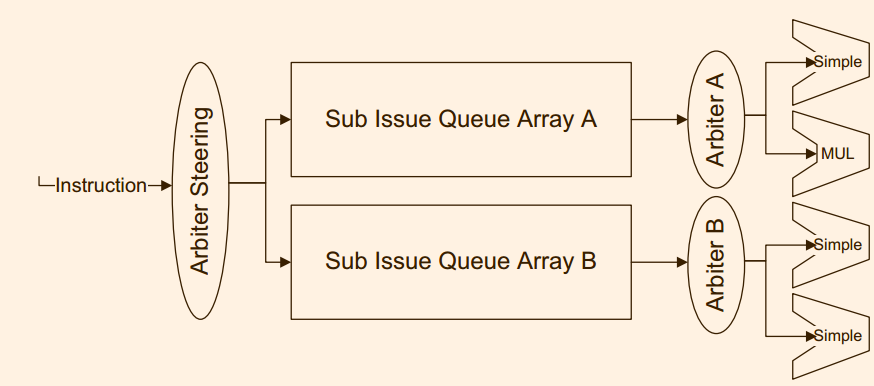 Instruction
Arbiter Steering
Sub Issue Queue Array A
Sub Issue Queue Array B
Arbiter A
Arbiter B
Simple
MUL
Simple
Simple